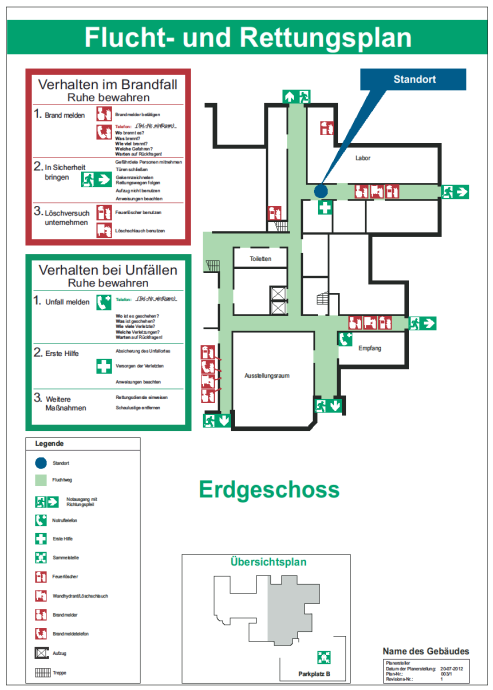 Flucht- und Rettungsplan
Verhalten im Brandfall
Ruhe bewahren
1. Brand melden
Brandmelder betätigen
Telefon:
Wo brennt es?
Was brennt?
Wie viel brennt?
Welche Gefahren?
Warten auf Rückfragen!
2. In Sicherheit
bringen
Gefährdete Personen mitnehmen
Türen schließen
Gekennzeichneten
Rettungswegen folgen
Aufzug nicht benutzen
Anweisungen beachten
3. Löschversuch
unternehmen
Feuerlöscher benutzen
Löschschlauch benutzen
Verhalten bei Unfällen
Ruhe bewahren
1. Unfall melden
Telefon:
Wo ist es geschehen?
Was ist geschehen?
Wie viele Verletzte?
Welche Verletzungen?
Warten auf Rückfragen!
2. Erste Hilfe
Absicherung des Unfallortes
Versorgen der Verletzten
Anweisungen beachten
3. Weitere
Maßnahmen
Rettungsdienste einweisen
Schaulustige entfernen
Standort
Labor
Toiletten
Ausstellungsraum
Empfang
Legende
Standort
Fluchtweg
Notausgang mit
Richtungspfeil
Notruftelefon
Erste Hilfe
Sammelstelle
Feuerlöscher
Wandhydrant/Löschschlauch
Brandmelder
Brandmeldetelefon
Aufzug
Treppe
Erdgeschoss
Übersichtsplan
Parkplatz B
Name des Gebäudes
Planersteller
Datum der Planerstellung: 20-07-2012
Plan-Nr.: 003/1
Revisions-Nr.: 1